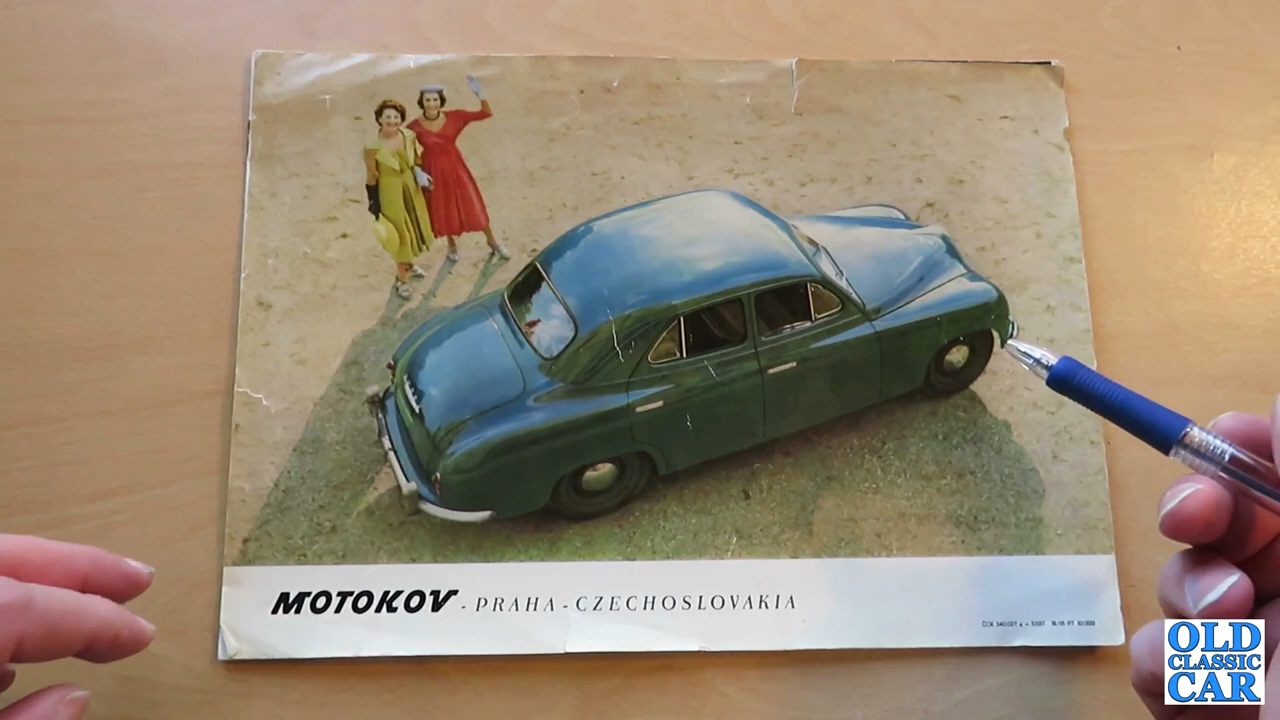 MOTOKOV - PRAHA - CZECHOSLOVAKIA
OLD
CLASSIC
CAR